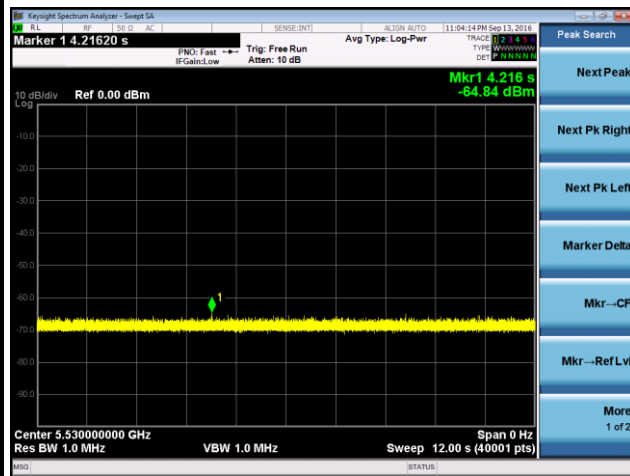 Keysight Spectrum Analyzer - Swept SA
RL RF 50 Ω AC SENSE:INT ALIGN AUTO 11:04:14 PM Sep 13, 2016
Marker 1 4.21620 s
PNO: Fast
IFGain:Low
Trig: Free Run
Atten: 10 dB
Avg Type: Log-Pwr
TRACE 1 2 3 4 5 6
TYPE WWWWWWW
DET P N N N N N
Peak Search
Mkr1 4.216 s
-64.84 dBm
10 dB/div Ref 0.00 dBm
Log
-10.0
-20.0
-30.0
-40.0
-50.0
-60.0
-70.0
-80.0
-90.0
1
Center 5.530000000 GHz Span 0 Hz
Res BW 1.0 MHz VBW 1.0 MHz Sweep 12.00 s (40001 pts)
MSG STATUS
Next Peak
Next Pk Right
Next Pk Left
Marker Delta
Mkr→CF
Mkr→Ref Lvl
More
1 of 2